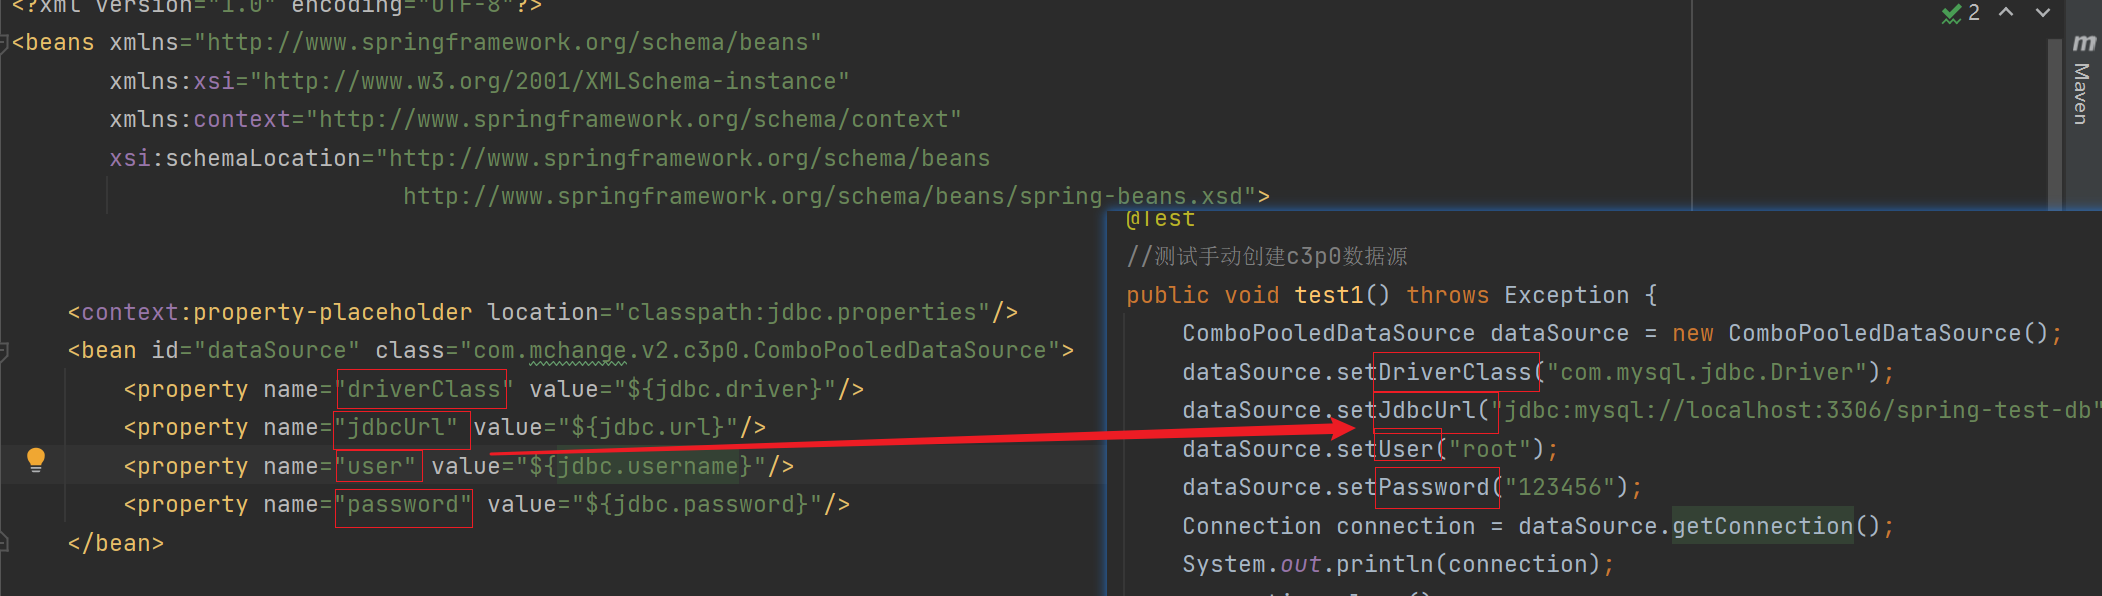 <?xml version="1.0" encoding="UTF-8"?>
<beans xmlns="http://www.springframework.org/schema/beans"
xmlns:xsi="http://www.w3.org/2001/XMLSchema-instance"
xmlns:context="http://www.springframework.org/schema/context"
xsi:schemaLocation="http://www.springframework.org/schema/beans
http://www.springframework.org/schema/beans/spring-beans.xsd">
<context:property-placeholder location="classpath:jdbc.properties"/>
<bean id="dataSource" class="com.mchange.v2.c3p0.ComboPooledDataSource">
<property name="driverClass" value="${jdbc.driver}"/>
<property name="jdbcUrl" value="${jdbc.url}"/>
<property name="user" value="${jdbc.username}"/>
<property name="password" value="${jdbc.password}"/>
</bean>
2
Maven
@Test
//测试手动创建c3p0数据源
public void test1() throws Exception {
ComboPooledDataSource dataSource = new ComboPooledDataSource();
dataSource.setDriverClass("com.mysql.jdbc.Driver");
dataSource.setJdbcUrl("jdbc:mysql://localhost:3306/spring-test-db"
dataSource.setUser("root");
dataSource.setPassword("123456");
Connection connection = dataSource.getConnection();
System.out.println(connection);